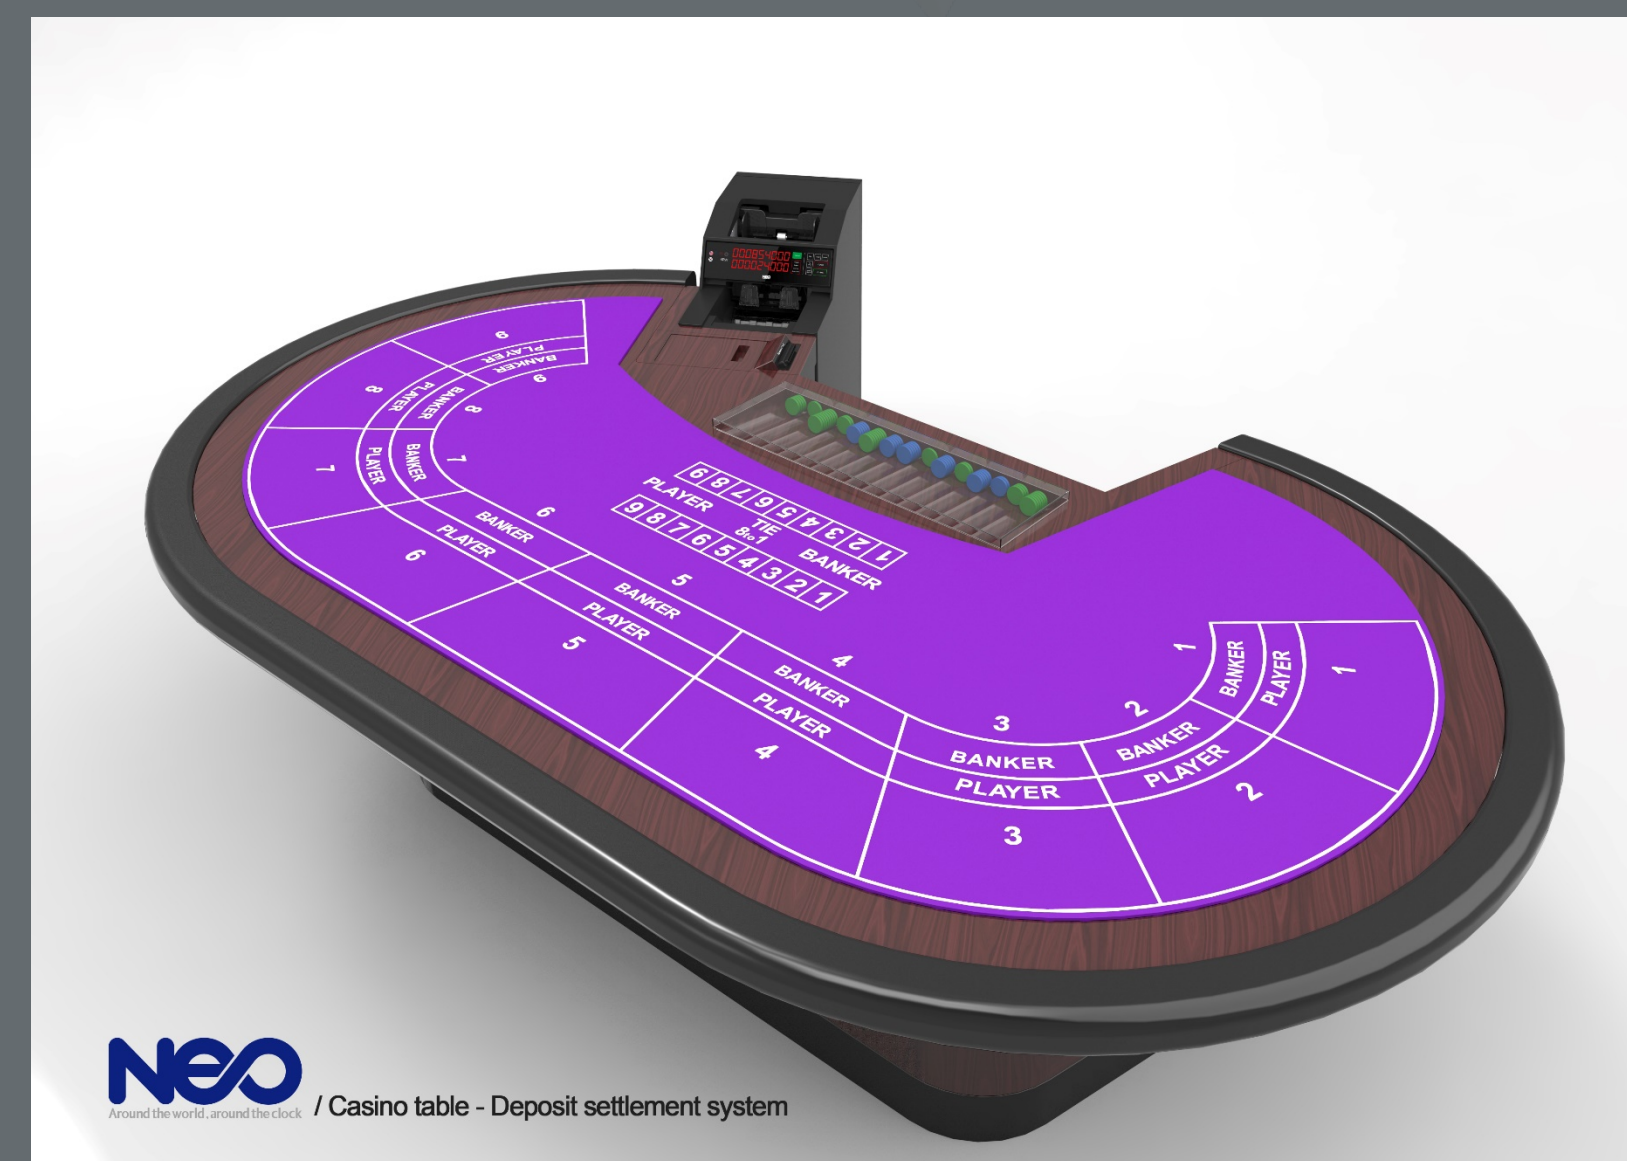 000854000
000024000
9
PLAYER
BANKER
9
8
PLAYER
BANKER
8
7
PLAYER
BANKER
7
6
PLAYER
BANKER
6
5
PLAYER
BANKER
5
4
PLAYER
BANKER
4
3
BANKER
PLAYER
3
2
BANKER
PLAYER
2
1
BANKER
PLAYER
1
9 8 7 6 5 4 3 2 1
PLAYER TIE BANKER
8to1
9 8 7 6 5 4 3 2 1
Neo / Casino table - Deposit settlement system
Around the world, around the clock